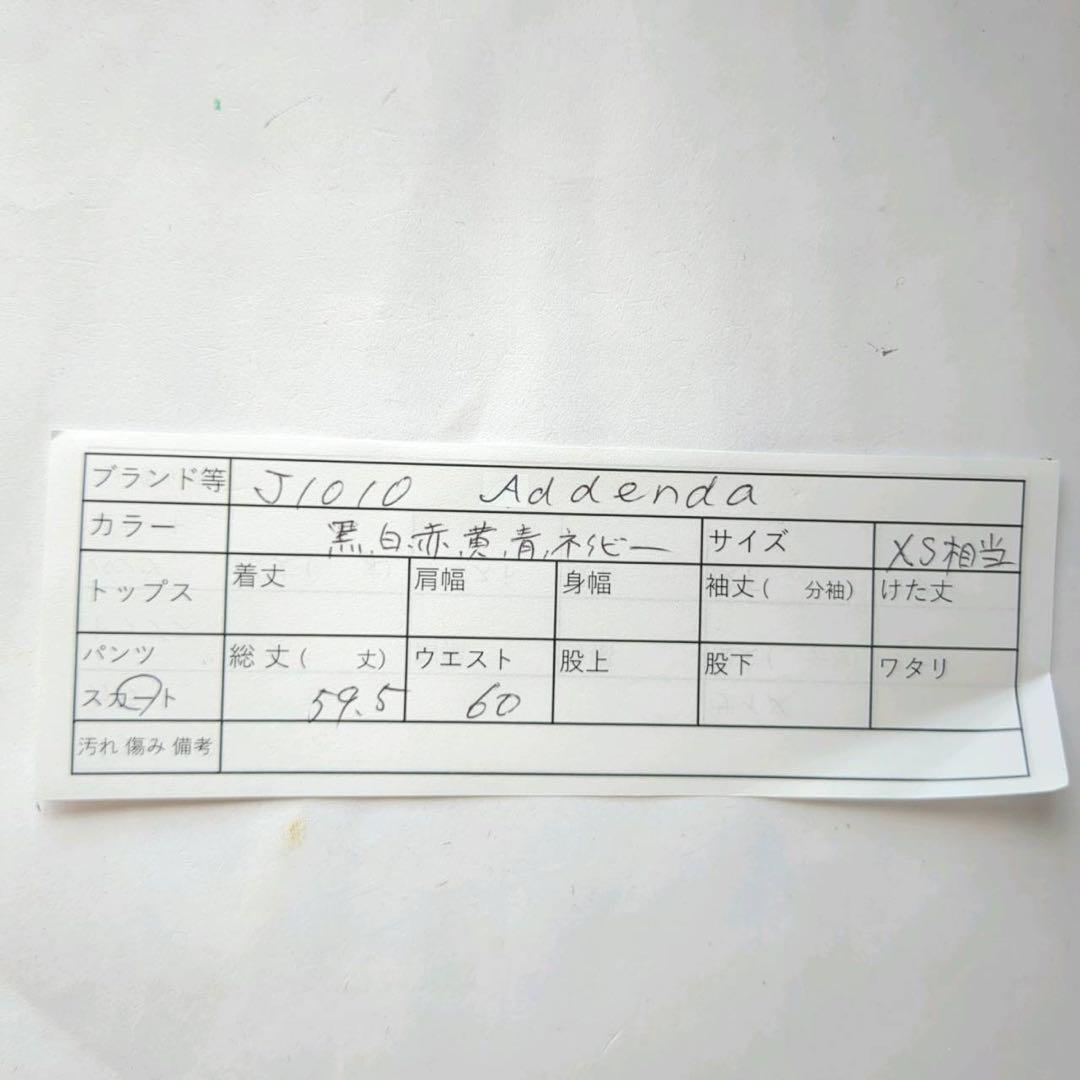 ブランド等 J1010 Addenda
カラー 黒、白、赤、黄、青、ネイビー サイズ XS相当
トップス 着丈 肩幅 身幅 袖丈( 分袖) けた丈
パンツ 総丈( 丈) ウエスト 股上 股下 ワタリ
スカート 59.5 60
汚れ 傷み 備考